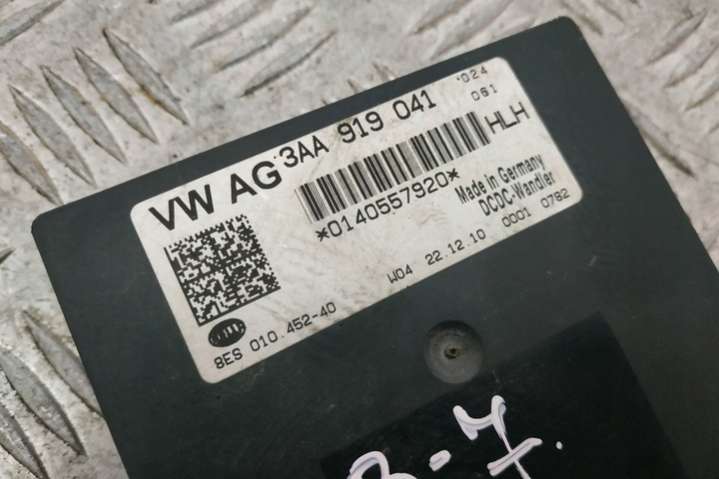 VW AG 3AA 919 041 '024
061
HLH
*0140557920*
Made in Germany
DCDC-Wandler
W04 22.12.10 0001 0782
8ES 010.452-40
-7.